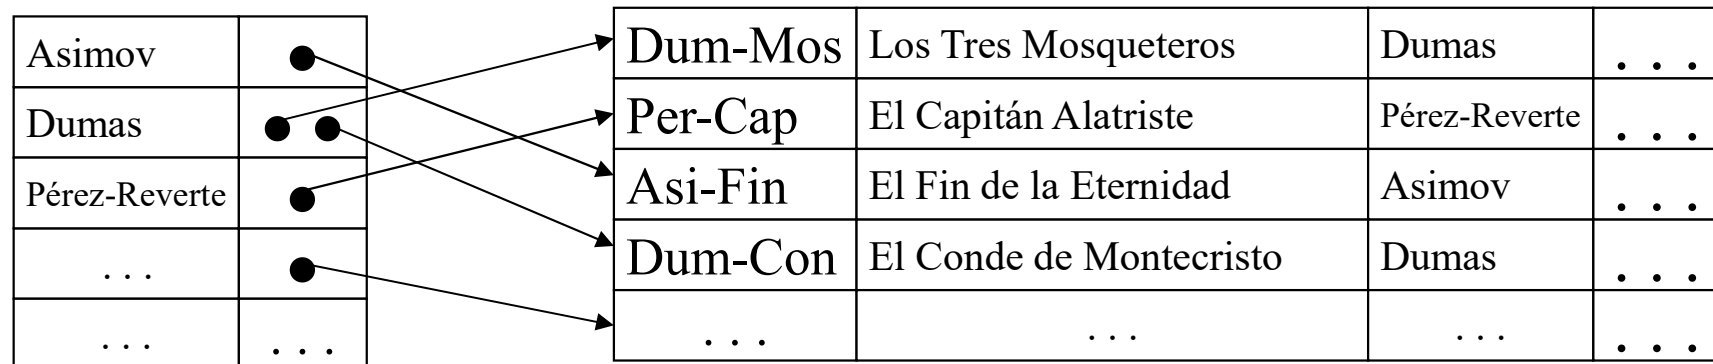 Asimov
Dumas
Pérez-Reverte
. . .
. . . . . .
Dum-Mos Los Tres Mosqueteros Dumas . . .
Per-Cap El Capitán Alatriste Pérez-Reverte . . .
Asi-Fin El Fin de la Eternidad Asimov . . .
Dum-Con El Conde de Montecristo Dumas . . .
. . . . . . . . . . . .